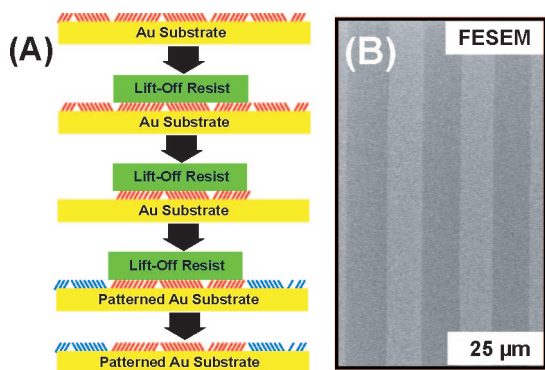 Au Substrate
(A)
Lift-Off Resist
Au Substrate
Lift-Off Resist
Au Substrate
Lift-Off Resist
Patterned Au Substrate
Patterned Au Substrate
(B)
FESEM
25 µm